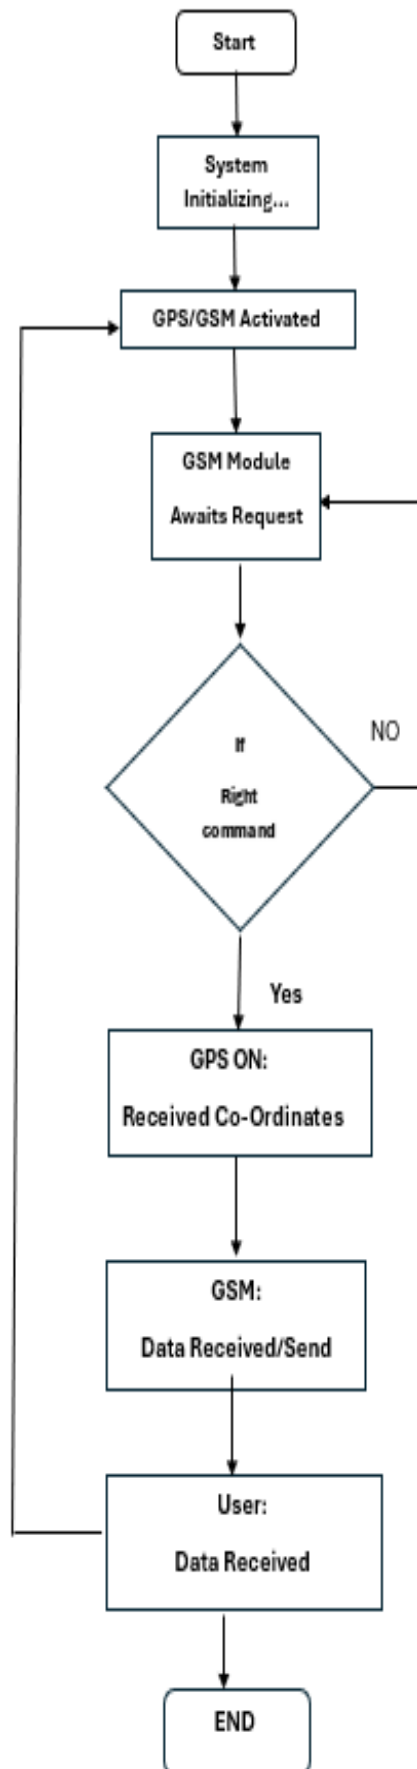 Start
System
Initializing...
GPS/GSM Activated
GSM Module
Awaits Request
If
Right
command
NO
Yes
GPS ON:
Received Co-Ordinates
GSM:
Data Received/Send
User:
Data Received
END